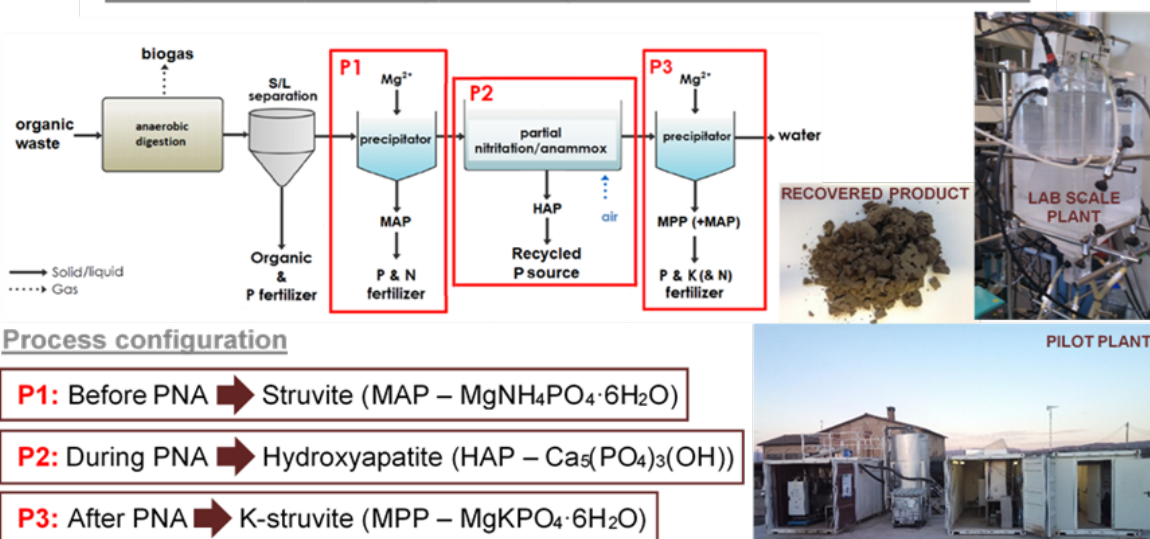 biogas
organic
waste
anaerobic
digestion
S/L
separation
Organic
&
P fertilizer
Solid/liquid
Gas
P1
Mg²⁺
precipitator
MAP
P & N
fertilizer
P2
partial
nitritation/anammox
HAP
air
Recycled
P source
P3
Mg²⁺
precipitator
water
MPP (+MAP)
P & K (& N)
fertilizer
RECOVERED PRODUCT
LAB SCALE
PLANT
Process configuration
PILOT PLANT
P1: Before PNA Struvite (MAP – MgNH₄PO₄·6H₂O)
P2: During PNA Hydroxyapatite (HAP – Ca₅(PO₄)₃(OH))
P3: After PNA K-struvite (MPP – MgKPO₄·6H₂O)